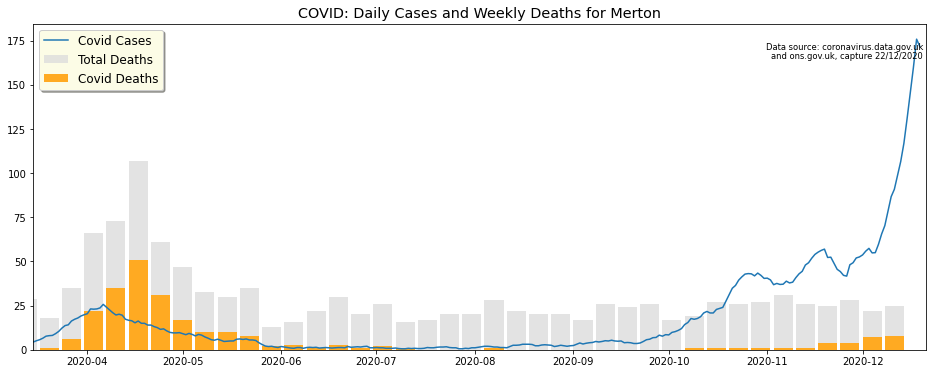 COVID: Daily Cases and Weekly Deaths for Merton
Covid Cases
Total Deaths
Covid Deaths
Data source: coronavirus.data.gov.uk
and ons.gov.uk, capture 22/12/2020
175
150
125
100
75
50
25
0
2020-04
2020-05
2020-06
2020-07
2020-08
2020-09
2020-10
2020-11
2020-12